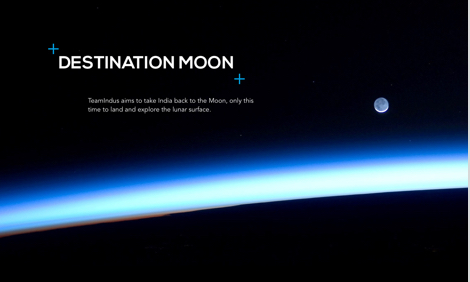 DESTINATION MOON
TeamIndus aims to take India back to the Moon, only this
time to land and explore the lunar surface.